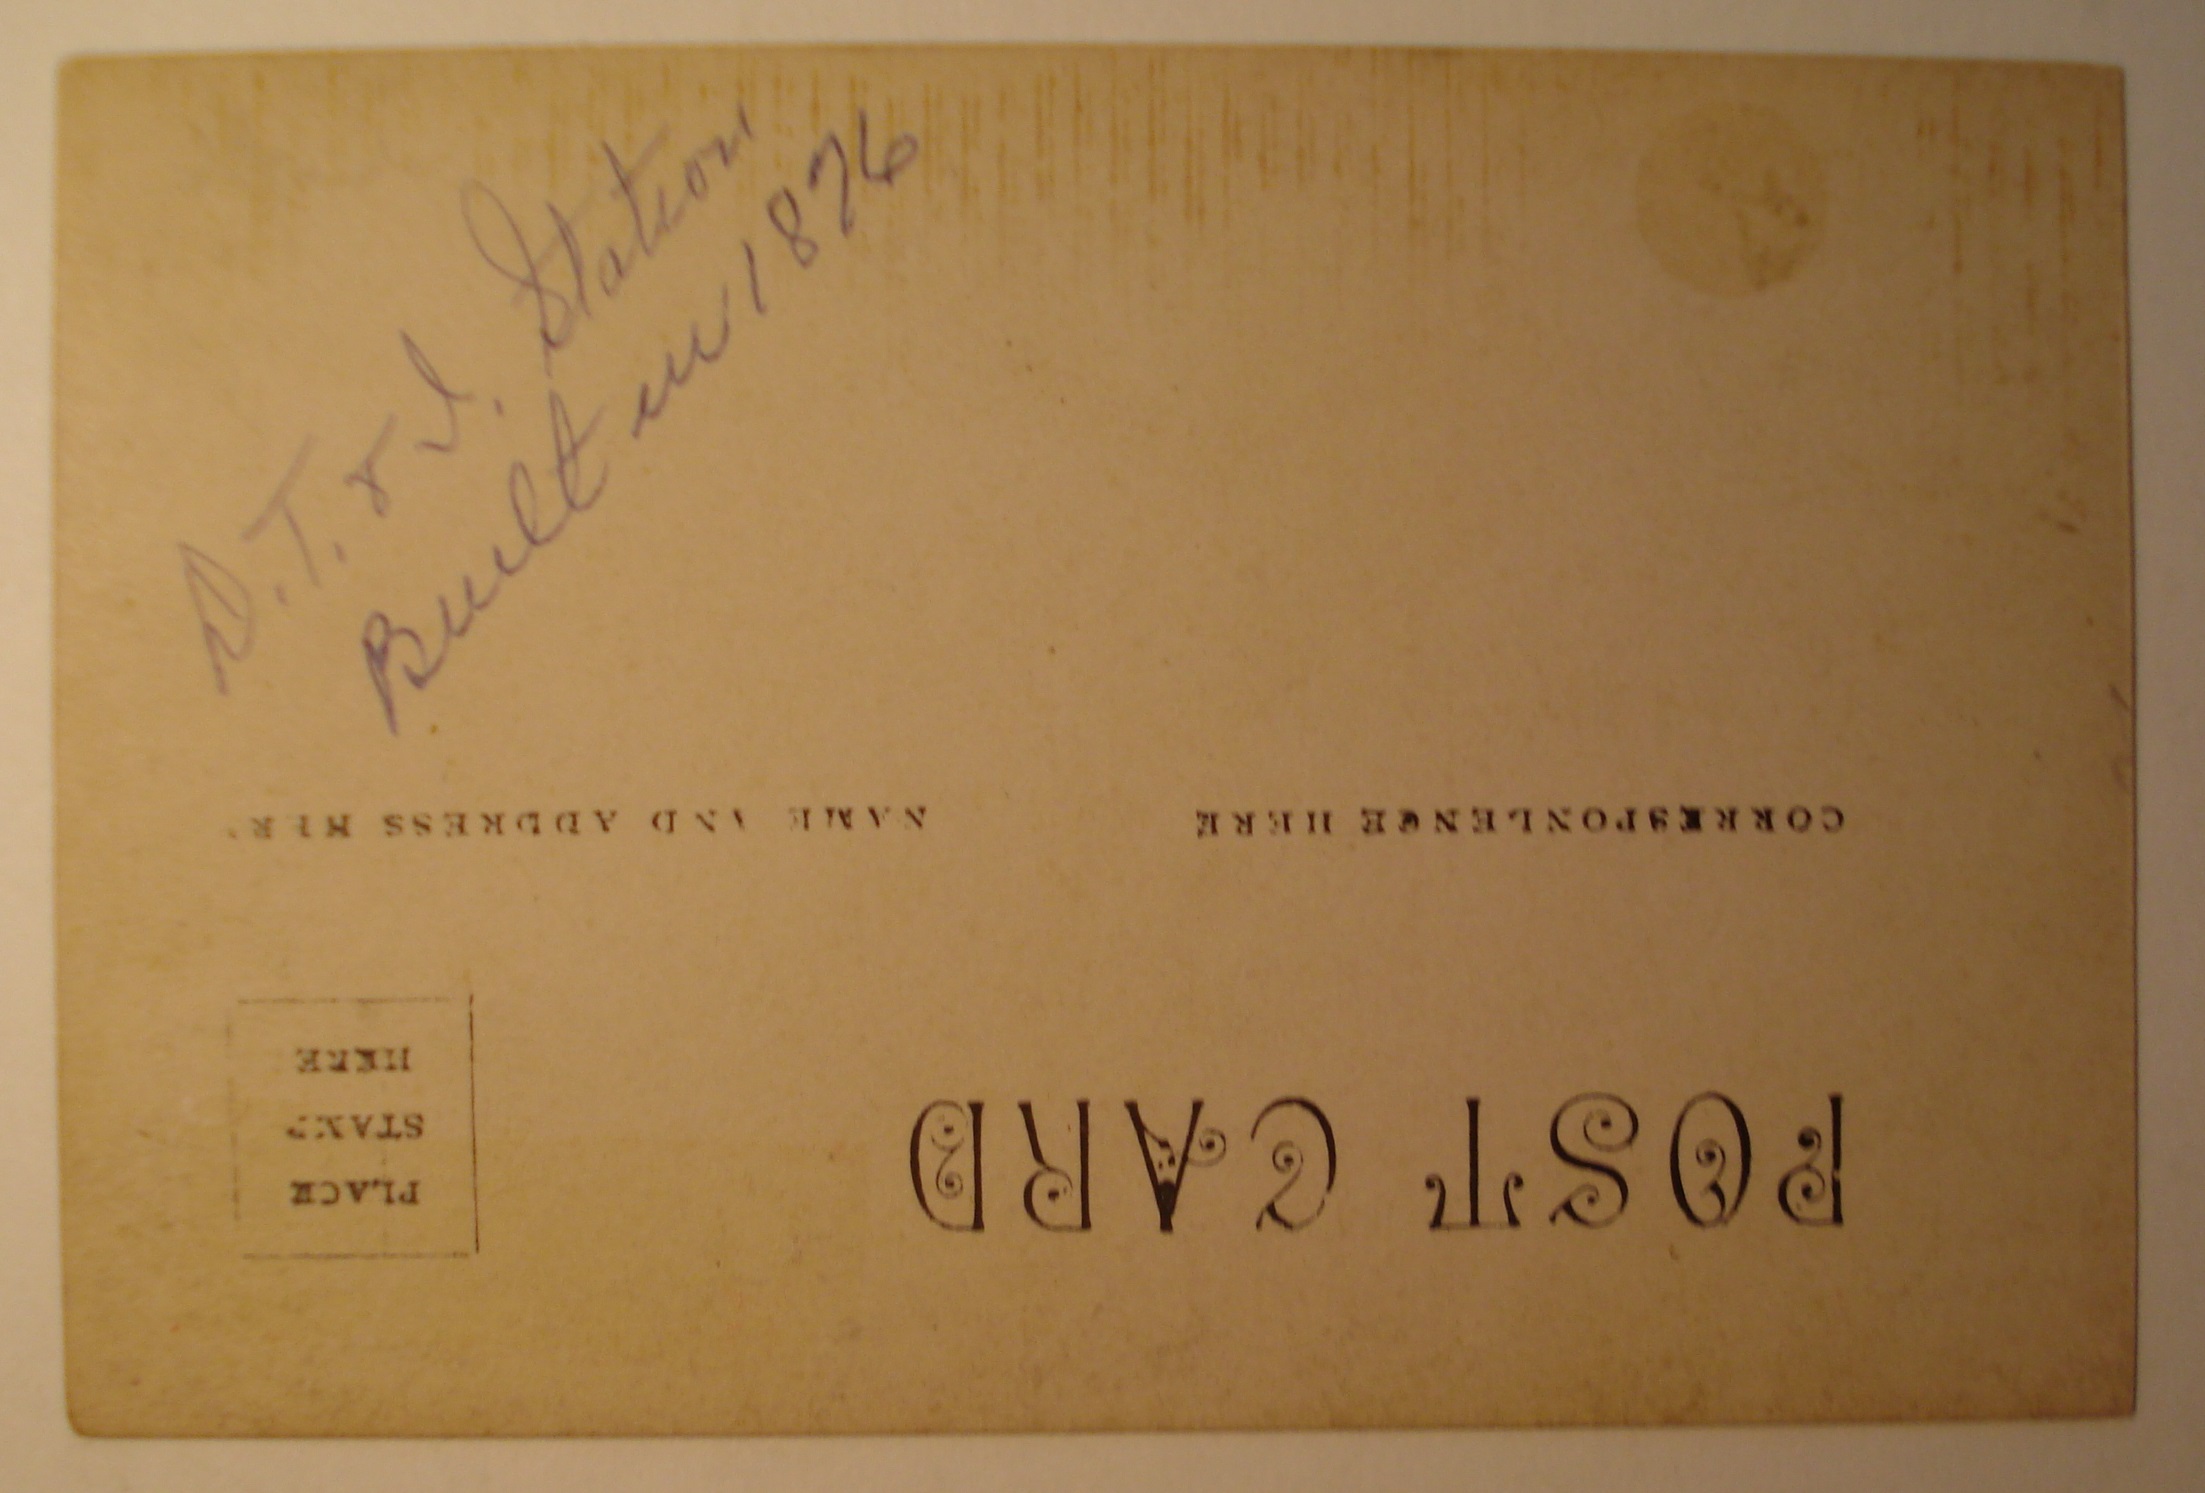 D.T. & I. Station
Built in 1876
POST CARD
PLACE
STAMP
HERE
CORRESPONDENCE HERE
NAME AND ADDRESS HERE